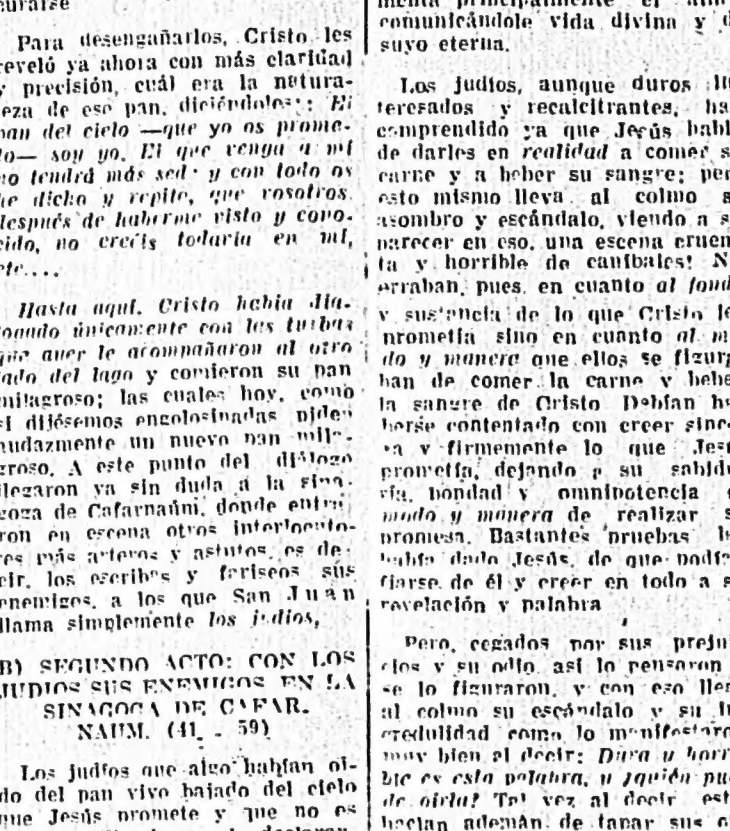 Para desengañarlos, Cristo les
reveló ya ahora con más claridad
y precisión, cuál era la natura-
eza de ese pan, diciéndoles: El
pan del cielo —que yo os prome-
to— soy yo. El que venga a mí
no tendrá más sed; y con todo os
he dicho y repito, que vosotros,
después de haberme visto y cono-
cido, no creéis todavía en mí,
etc....
Hasta aquí, Cristo había dia-
logado únicamente con las turbas
que ayer le acompañaron al otro
lado del lago y comieron su pan
milagroso; las cuales hoy, como
si dijésemos engolosinadas piden
audazmente un nuevo pan mila-
groso. A este punto del diálogo
llegaron ya sin duda a la sina-
goga de Cafarnaúm, donde entra-
ron en escena otros interlocuto-
res más arteros y astutos, es de-
cir, los escribas y fariseos sus
enemigos, a los que San Juan
llama simplemente los judíos,
B) SEGUNDO ACTO: CON LOS
JUDIOS SUS ENEMIGOS EN LA
SINAGOGA DE CAFAR-
NAUM. (41 - 59)
Los judíos que algo habían oí-
do del pan vivo bajado del cielo
que Jesús promete y que no es
principalmente el
comunicándole vida divina y d
suyo eterna.
Los judíos, aunque duros in
teresados y recalcitrantes, ha
comprendido ya que Jesús habl
de darles en realidad a comer s
carne y a beber su sangre; per
esto mismo lleva al colmo s
asombro y escándalo, viendo a s
parecer en eso, una escena cruen
ta y horrible de caníbales! N
erraban, pues, en cuanto al fond
y sustancia de lo que Cristo le
prometía sino en cuanto al m
do y manera que ellos se figura
ban de comer la carne y bebe
la sangre de Cristo Debían ha
berse contentado con creer since
ra y firmemente lo que Jesú
prometía, dejando a su sabidu
ría, bondad y omnipotencia e
modo y manera de realizar s
promesa. Bastantes pruebas l
había dado Jesús, de que podía
fiarse de él y creer en todo a s
revelación y palabra
Pero, cegados por sus prejui
cios y su odio, así lo pensaron
se lo figuraron, y con eso lleg
al colmo su escándalo y su in
credulidad como lo manifestaro
muy bien al decir: Dura y horri
ble es esta palabra, y ¿quién pue
de oirla? Tal vez al decir est
hacían ademán de tapar sus o